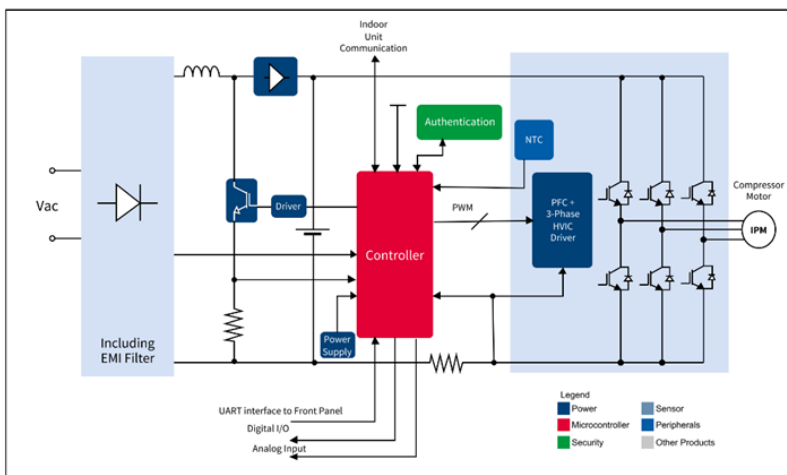 Indoor
Unit
Communication
Authentication
NTC
Vac
Driver
PWM
PFC +
3-Phase
HVIC
Driver
Compressor
Motor
IPM
Controller
Including
EMI Filter
Power
Supply
UART interface to Front Panel
Digital I/O
Analog Input
Legend
Power
Sensor
Microcontroller
Peripherals
Security
Other Products